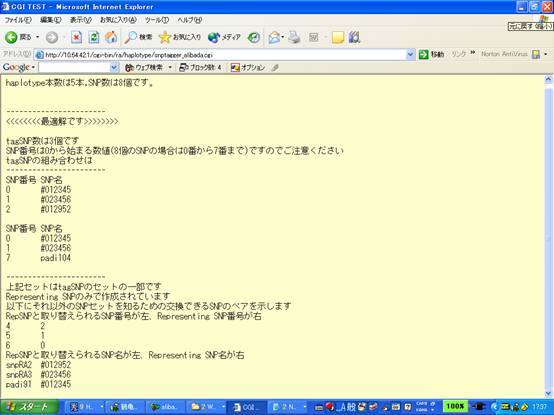 CGI TEST - Microsoft Internet Explorer
ファイル(F) 編集(E) 表示(V) お気に入り(A) ツール(T) ヘルプ(H)
元に戻す(縮小)
戻る 検索 お気に入り メディア
アドレス(D) http://10.64.4.21/cgi-bin/ra/haplotype/snptagger_alibada.cgi 移動 リンク » Norton AntiVirus
Google ウェブ検索 ブロック数: 4 オプション
haplotype本数は5本,SNP数は8個です。
-----------------------
<<<<<<<<最適解です>>>>>>>>
tagSNP数は3個です
SNP番号は0から始まる数値(8個のSNPの場合は0番から7番まで)ですのでご注意ください
tagSNPの組み合わせは
-----------------------
SNP番号 SNP名
0 #012345
1 #023456
2 #012952
SNP番号 SNP名
0 #012345
1 #023456
7 padi104
-----------------------
上記セットはtagSNPのセットの一部です
Representing SNPのみで作成されています
以下にそれ以外のSNPセットを知るための交換できるSNPのペアを示します
RepSNPと取り替えられるSNP番号が左、Representing SNP番号が右
4 2
5 1
6 0
RepSNPと取り替えられるSNP名が左、Representing SNP名が右
snpRA2 #012952
snpRA3 #023456
padi91 #012345
スタート 9 H... 鶴亀... aliba... 2 W... CGI ... 2 N... A 般 CAPS KANA 100% 17:37